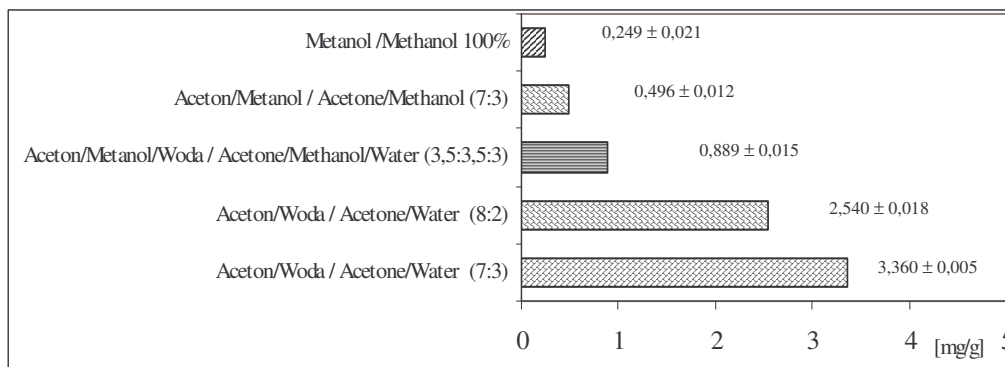 Metanol /Methanol 100% 0,249 ± 0,021
Aceton/Metanol / Acetone/Methanol (7:3) 0,496 ± 0,012
Aceton/Metanol/Woda / Acetone/Methanol/Water (3,5:3,5:3) 0,889 ± 0,015
Aceton/Woda / Acetone/Water (8:2) 2,540 ± 0,018
Aceton/Woda / Acetone/Water (7:3) 3,360 ± 0,005
0 1 2 3 4 [mg/g] 5